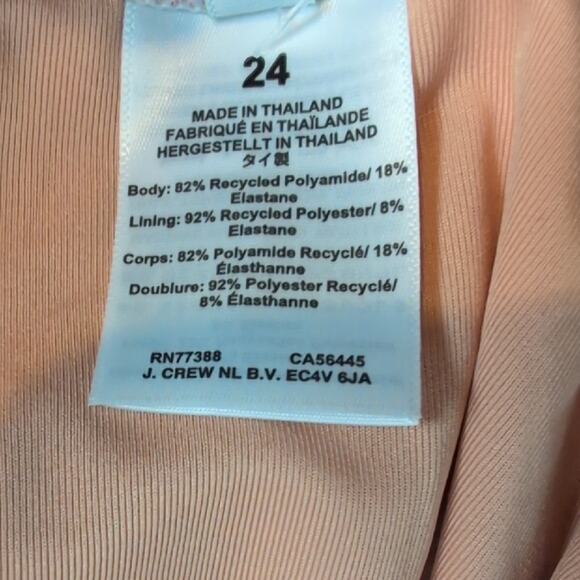 24
MADE IN THAILAND
FABRIQUÉ EN THAÏLANDE
HERGESTELLT IN THAILAND
タイ製
Body: 82% Recycled Polyamide/ 18%
Elastane
Lining: 92% Recycled Polyester/ 8%
Elastane
Corps: 82% Polyamide Recyclé/ 18%
Élasthanne
Doublure: 92% Polyester Recyclé/
8% Élasthanne
RN77388 CA56445
J. CREW NL B.V. EC4V 6JA